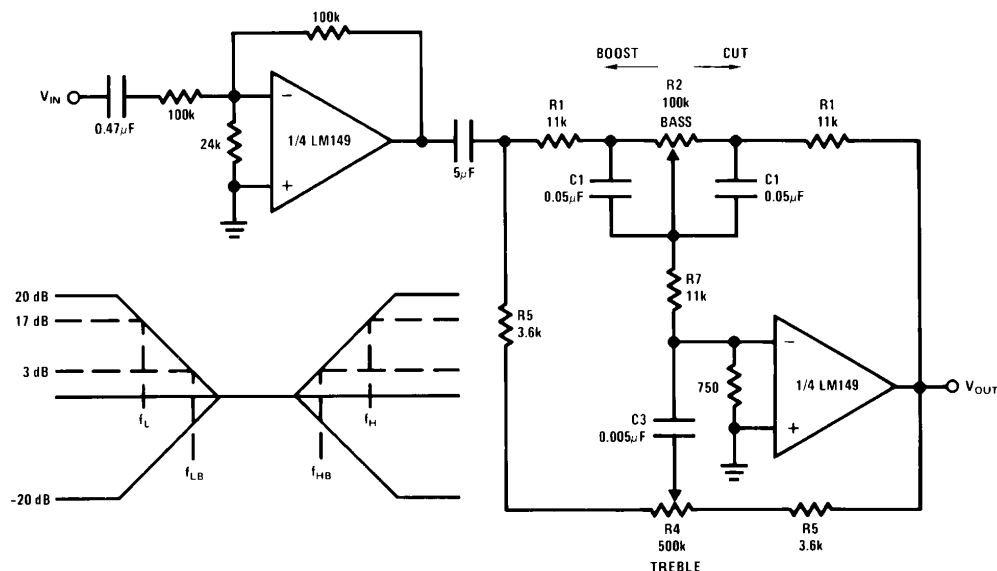 100k
BOOST
CUT
V_IN
0.47μF
100k
24k
−
1/4 LM149
+
5μF
R1
11k
R2
100k
BASS
R1
11k
C1
0.05μF
C1
0.05μF
R7
11k
R5
3.6k
20 dB
17 dB
3 dB
-20 dB
f_L
f_LB
f_H
f_HB
750
−
1/4 LM149
+
V_OUT
C3
0.005μF
R4
500k
TREBLE
R5
3.6k